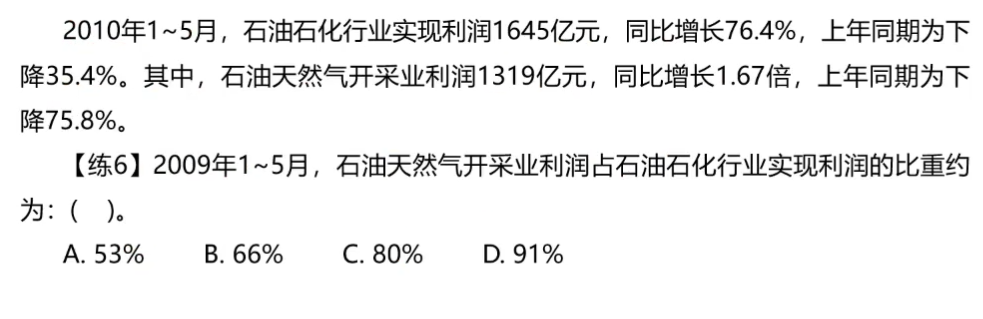 2010年1~5月，石油石化行业实现利润1645亿元，同比增长76.4%，上年同期为下
降35.4%。其中，石油天然气开采业利润1319亿元，同比增长1.67倍，上年同期为下
降75.8%。
【练6】2009年1~5月，石油天然气开采业利润占石油石化行业实现利润的比重约
为：( )。
A. 53% B. 66% C. 80% D. 91%